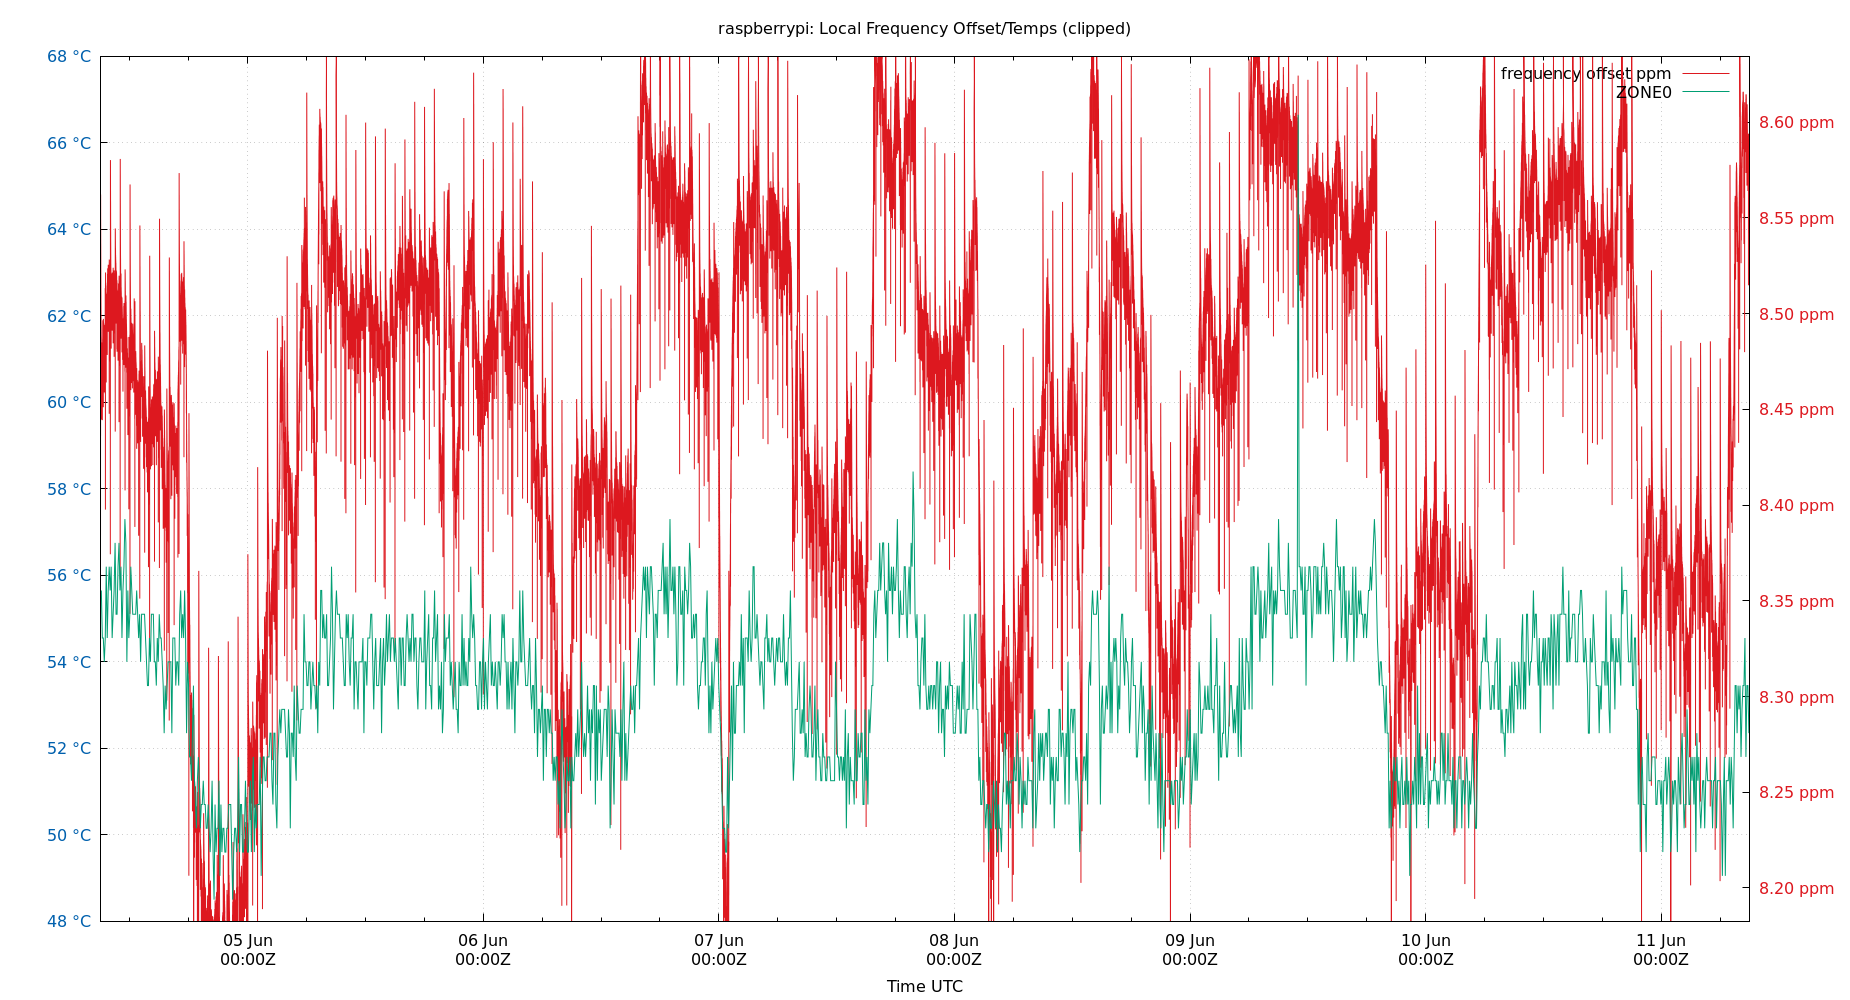 raspberrypi: Local Frequency Offset/Temps (clipped)
68 °C
66 °C
64 °C
62 °C
60 °C
58 °C
56 °C
54 °C
52 °C
50 °C
48 °C
frequency offset ppm
ZONE0
8.60 ppm
8.55 ppm
8.50 ppm
8.45 ppm
8.40 ppm
8.35 ppm
8.30 ppm
8.25 ppm
8.20 ppm
05 Jun
00:00Z
06 Jun
00:00Z
07 Jun
00:00Z
08 Jun
00:00Z
09 Jun
00:00Z
10 Jun
00:00Z
11 Jun
00:00Z
Time UTC